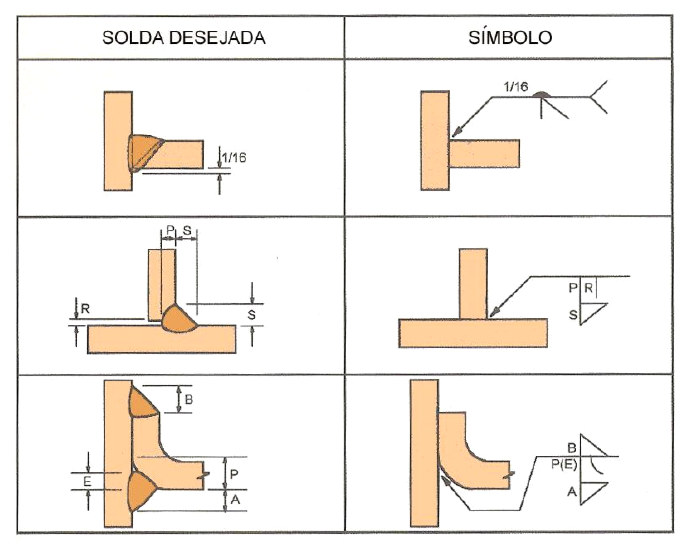 SOLDA DESEJADA
SÍMBOLO
1/16
1/16
P S
R
S
P R
S
B
E
P
A
B
P(E)
A